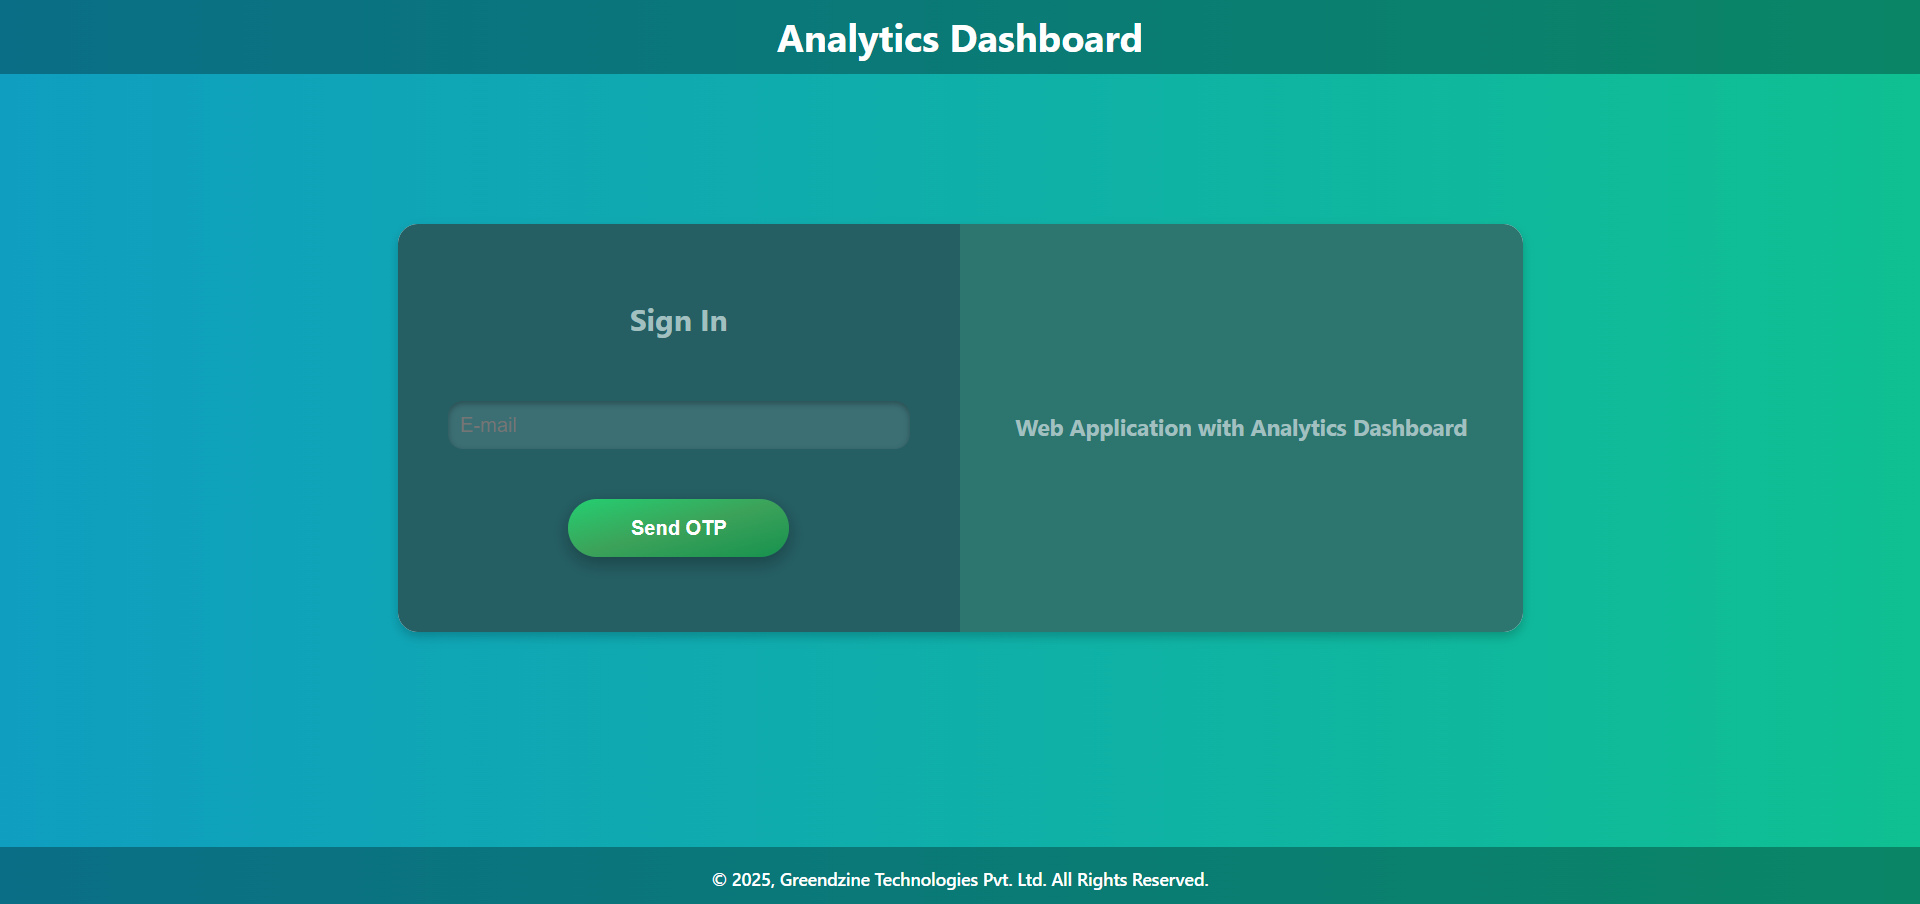 Analytics Dashboard
Sign In
E-mail
Send OTP
Web Application with Analytics Dashboard
© 2025, Greendzine Technologies Pvt. Ltd. All Rights Reserved.